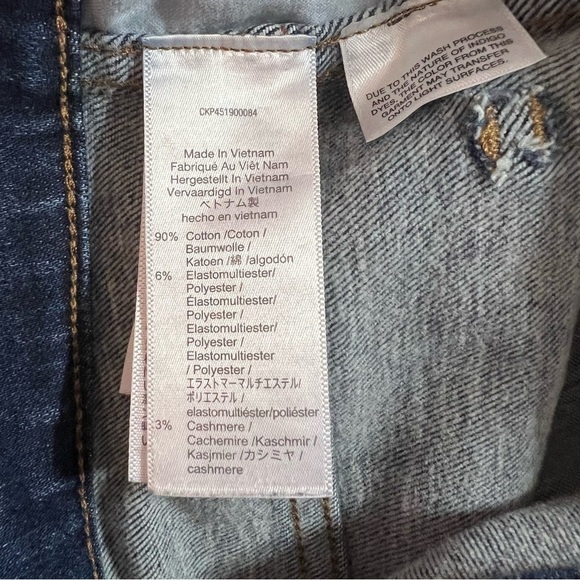 CKP451900084
Made In Vietnam
Fabriqué Au Viêt Nam
Hergestellt In Vietnam
Vervaardigd In Vietnam
ベトナム製
hecho en vietnam
90% Cotton /Coton /
Baumwolle /
Katoen /綿 /algodón
6% Elastomultiester/
Polyester /
Élastomultiester/
Polyester /
Elastomultiester/
Polyester /
Elastomultiester
/ Polyester /
エラストマーマルチエステル/
ポリエステル /
elastomultiéster/poliéster
3% Cashmere /
Cachemire /Kaschmir /
Kasjmier /カシミヤ /
cashmere
DUE TO THIS WASH PROCESS
AND THE NATURE OF INDIGO
DYES, THE COLOR FROM THIS
GARMENT MAY TRANSFER
ONTO LIGHT SURFACES.